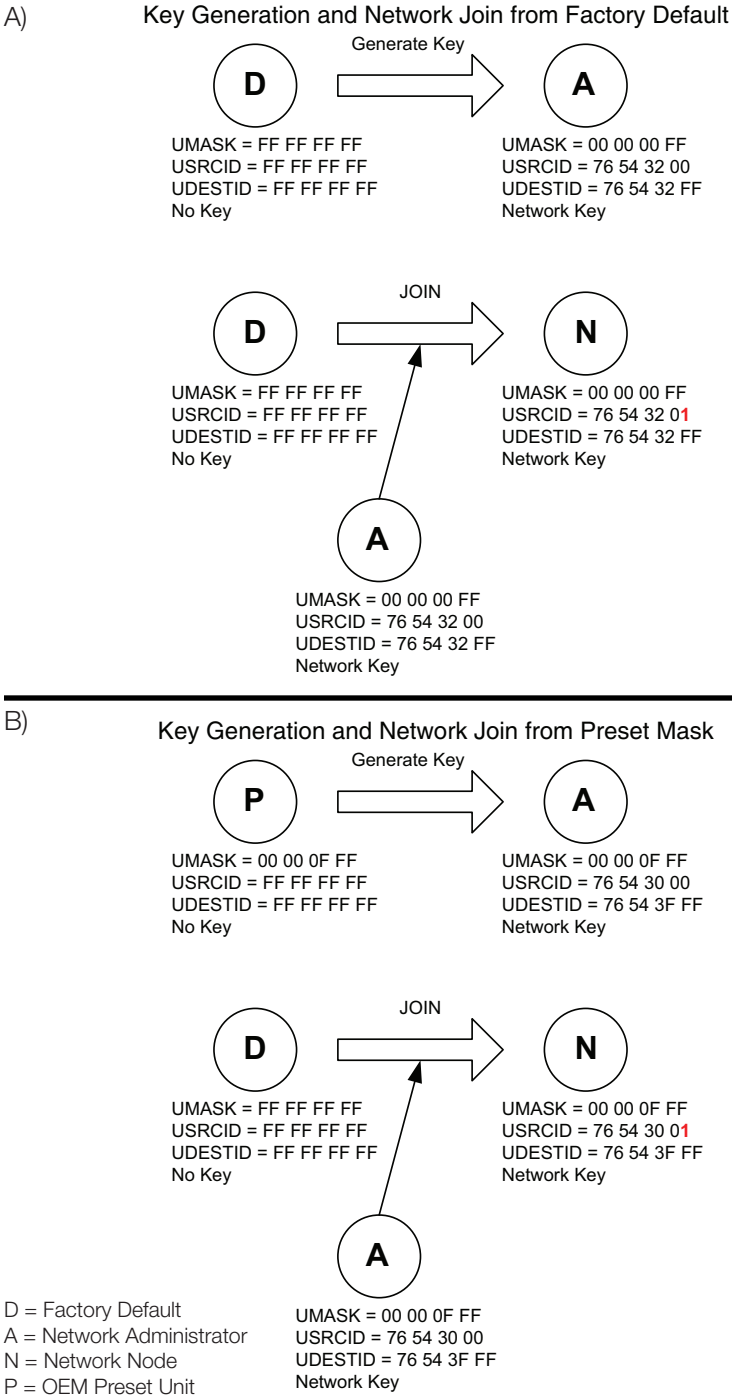 A)
Key Generation and Network Join from Factory Default
Generate Key
D
A
UMASK = FF FF FF FF
USRCID = FF FF FF FF
UDESTID = FF FF FF FF
No Key
UMASK = 00 00 00 FF
USRCID = 76 54 32 00
UDESTID = 76 54 32 FF
Network Key
JOIN
D
N
UMASK = FF FF FF FF
USRCID = FF FF FF FF
UDESTID = FF FF FF FF
No Key
UMASK = 00 00 00 FF
USRCID = 76 54 32 01
UDESTID = 76 54 32 FF
Network Key
A
UMASK = 00 00 00 FF
USRCID = 76 54 32 00
UDESTID = 76 54 32 FF
Network Key
B)
Key Generation and Network Join from Preset Mask
Generate Key
P
A
UMASK = 00 00 0F FF
USRCID = FF FF FF FF
UDESTID = FF FF FF FF
No Key
UMASK = 00 00 0F FF
USRCID = 76 54 30 00
UDESTID = 76 54 3F FF
Network Key
JOIN
D
N
UMASK = FF FF FF FF
USRCID = FF FF FF FF
UDESTID = FF FF FF FF
No Key
UMASK = 00 00 0F FF
USRCID = 76 54 30 01
UDESTID = 76 54 3F FF
Network Key
A
UMASK = 00 00 0F FF
USRCID = 76 54 30 00
UDESTID = 76 54 3F FF
Network Key
D = Factory Default
A = Network Administrator
N = Network Node
P = OEM Preset Unit